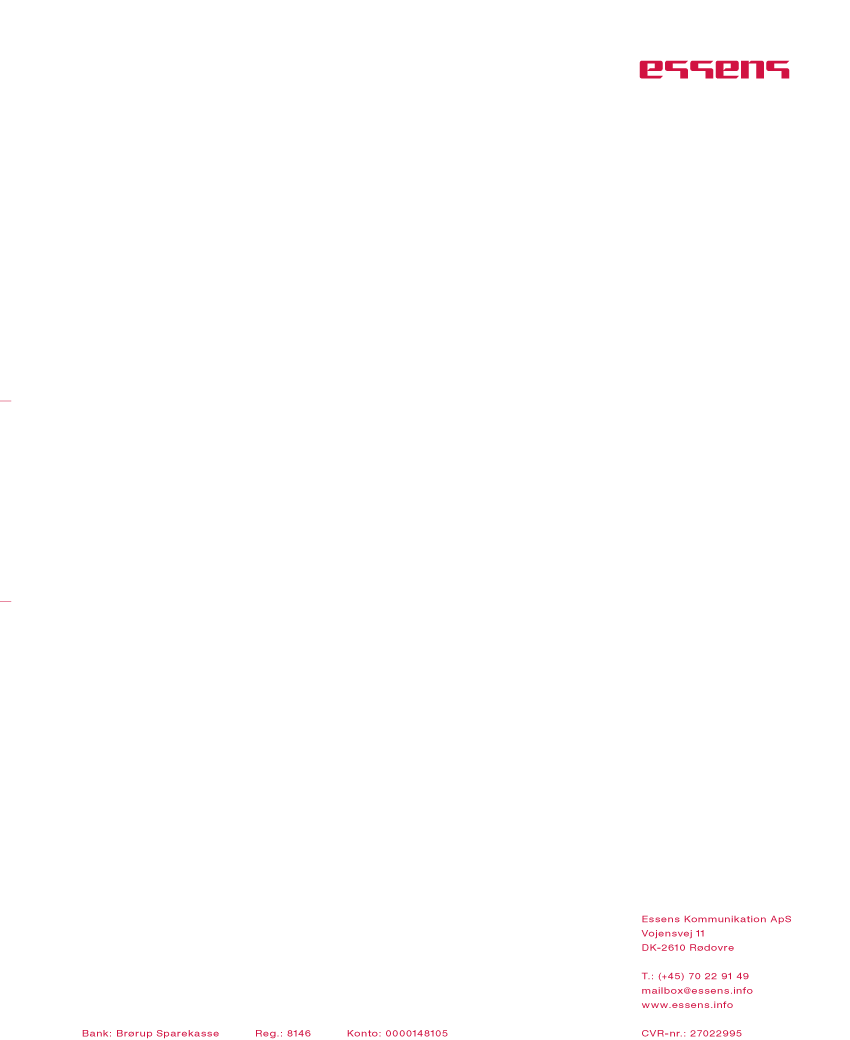 essens
Essens Kommunikation ApS
Vojensvej 11
DK-2610 Rødovre
T.: (+45) 70 22 91 49
mailbox@essens.info
www.essens.info
Bank: Brørup Sparekasse Reg.: 8146 Konto: 0000148105 CVR-nr.: 27022995